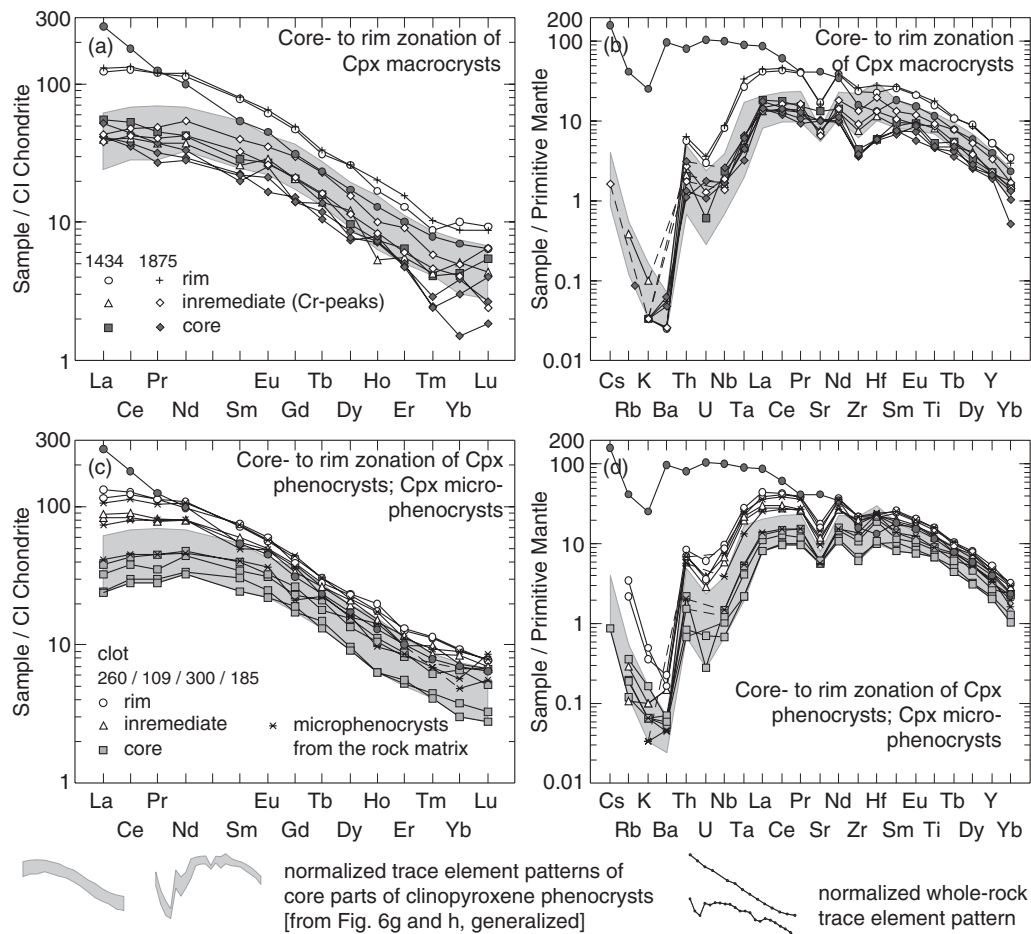 300
(a)
Core- to rim zonation of
Cpx macrocrysts
100
10
1
Sample / CI Chondrite
1434 1875
rim
inremediate (Cr-peaks)
core
La Pr Eu Tb Ho Tm Lu
Ce Nd Sm Gd Dy Er Yb
200
100
10
1
0.1
0.01
Sample / Primitive Mantle
(b)
Core- to rim zonation
of Cpx macrocrysts
Cs K Th Nb La Pr Nd Hf Eu Tb Y
Rb Ba U Ta Ce Sr Zr Sm Ti Dy Yb
300
(c)
Core- to rim zonation of Cpx
phenocrysts; Cpx micro-
phenocrysts
100
10
1
Sample / CI Chondrite
clot
260 / 109 / 300 / 185
rim
inremediate
core
microphenocrysts
from the rock matrix
La Pr Eu Tb Ho Tm Lu
Ce Nd Sm Gd Dy Er Yb
200
100
10
1
0.1
0.01
Sample / Primitive Mantle
(d)
Core- to rim zonation of Cpx
phenocrysts; Cpx micro-
phenocrysts
Cs K Th Nb La Pr Nd Hf Eu Tb Y
Rb Ba U Ta Ce Sr Zr Sm Ti Dy Yb
normalized trace element patterns of
core parts of clinopyroxene phenocrysts
[from Fig. 6g and h, generalized]
normalized whole-rock
trace element pattern